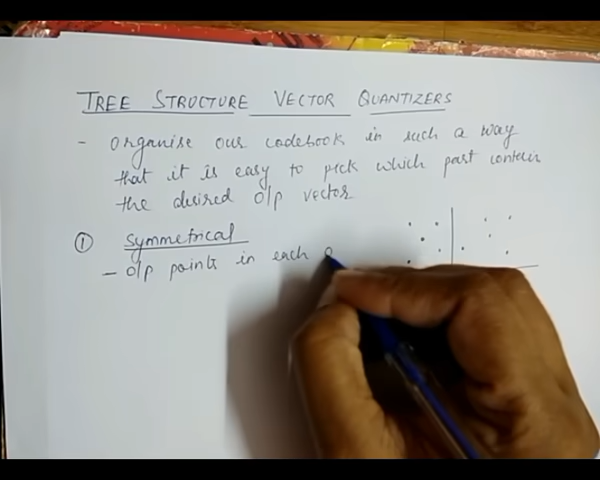 TREE STRUCTURE VECTOR QUANTIZERS
- Organise our codebook in such a way
that it is easy to pick which part contain
the desired o/p vector
① Symmetrical
- o/p points in each